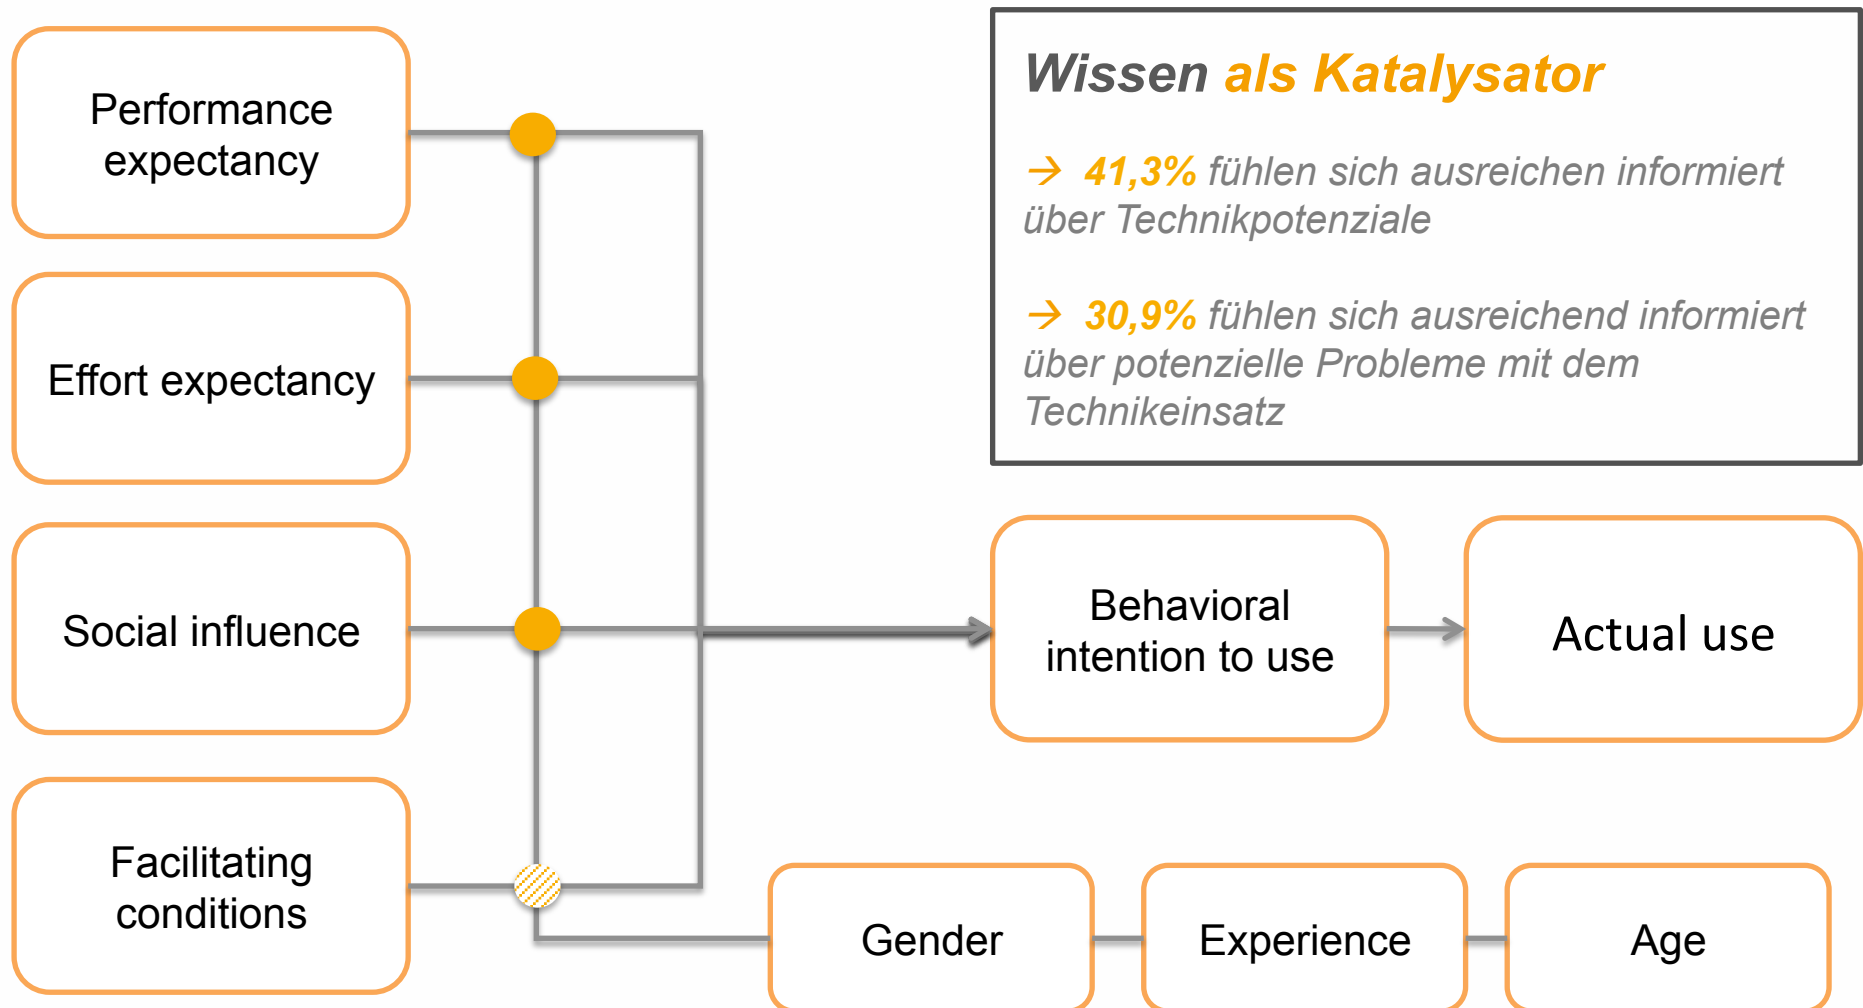 Performance
expectancy
Effort expectancy
Social influence
Facilitating
conditions
Wissen als Katalysator
→ 41,3% fühlen sich ausreichen informiert
über Technikpotenziale
→ 30,9% fühlen sich ausreichend informiert
über potenzielle Probleme mit dem
Technikeinsatz
Behavioral
intention to use
Actual use
Gender
Experience
Age